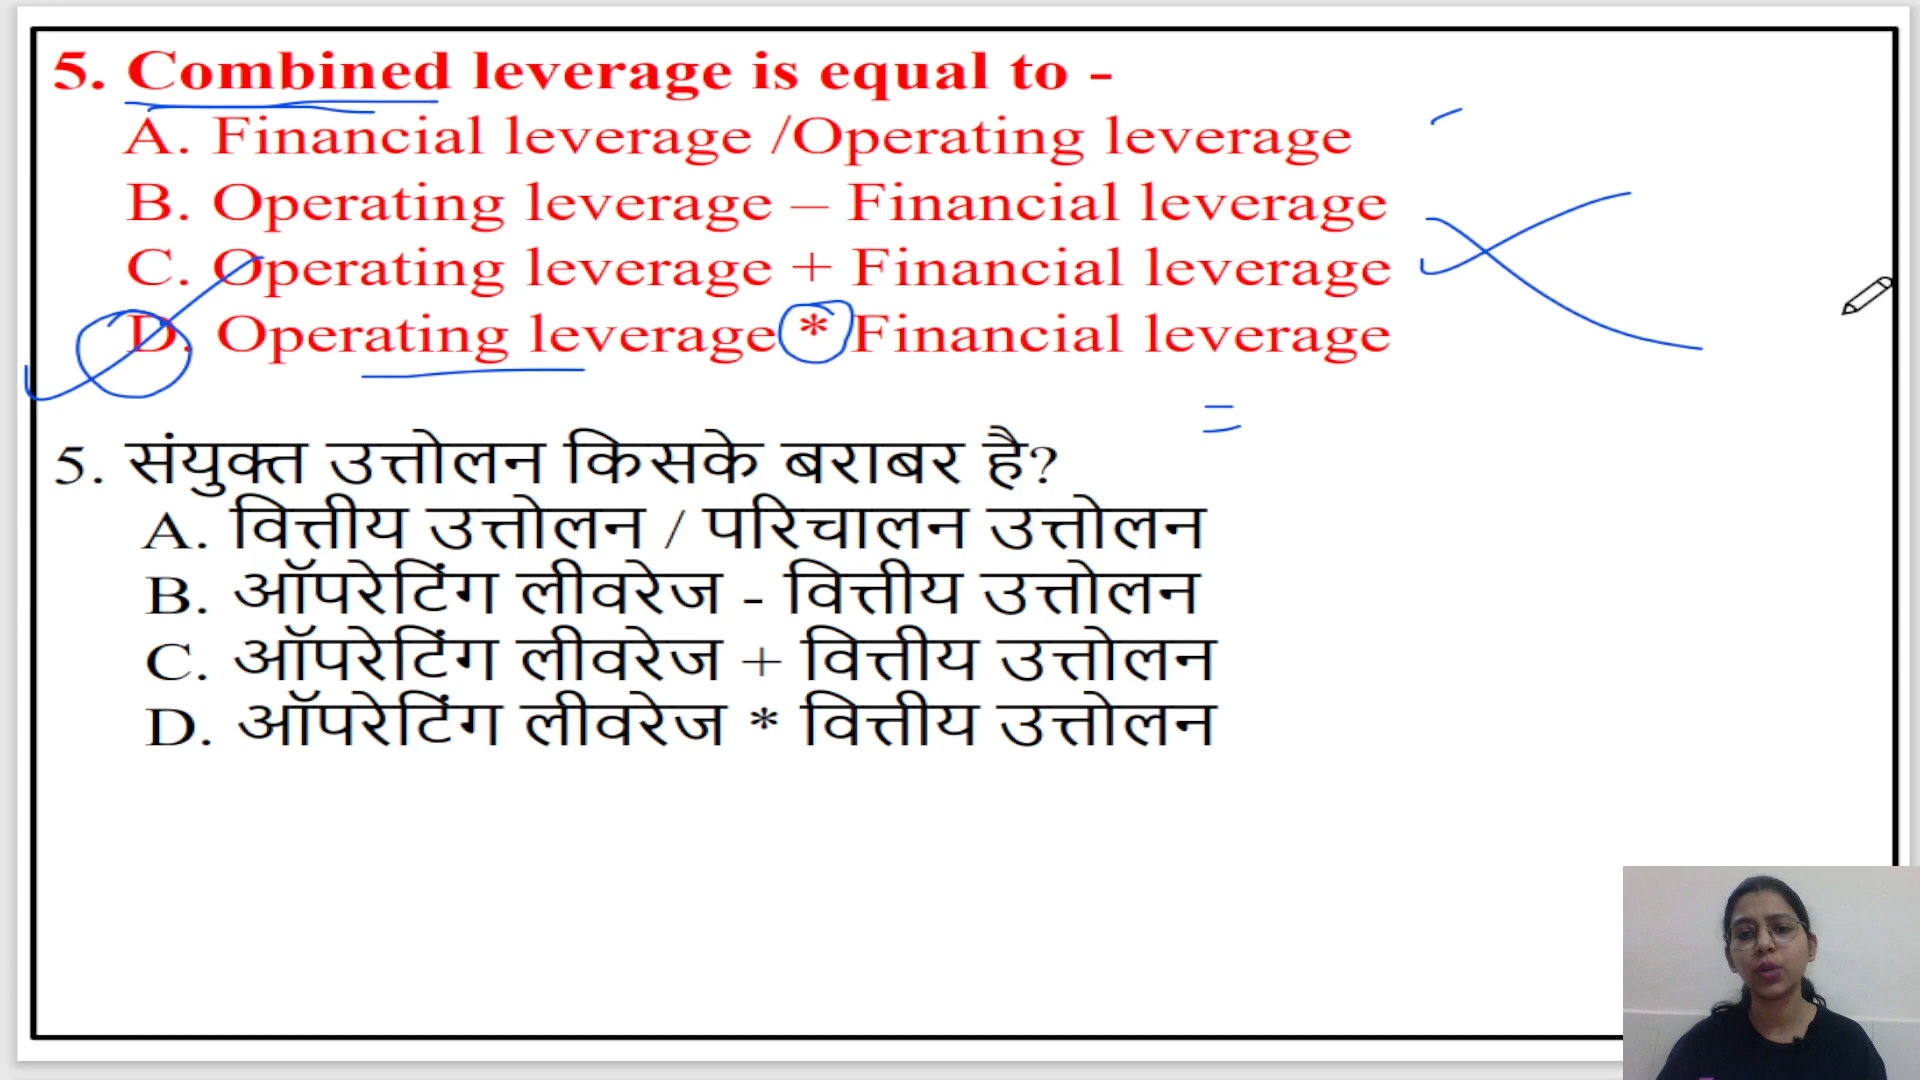 5. Combined leverage is equal to -
A. Financial leverage /Operating leverage
B. Operating leverage – Financial leverage
C. Operating leverage + Financial leverage
D. Operating leverage * Financial leverage
=
5. संयुक्त उत्तोलन किसके बराबर है?
A. वित्तीय उत्तोलन / परिचालन उत्तोलन
B. ऑपरेटिंग लीवरेज - वित्तीय उत्तोलन
C. ऑपरेटिंग लीवरेज + वित्तीय उत्तोलन
D. ऑपरेटिंग लीवरेज * वित्तीय उत्तोलन